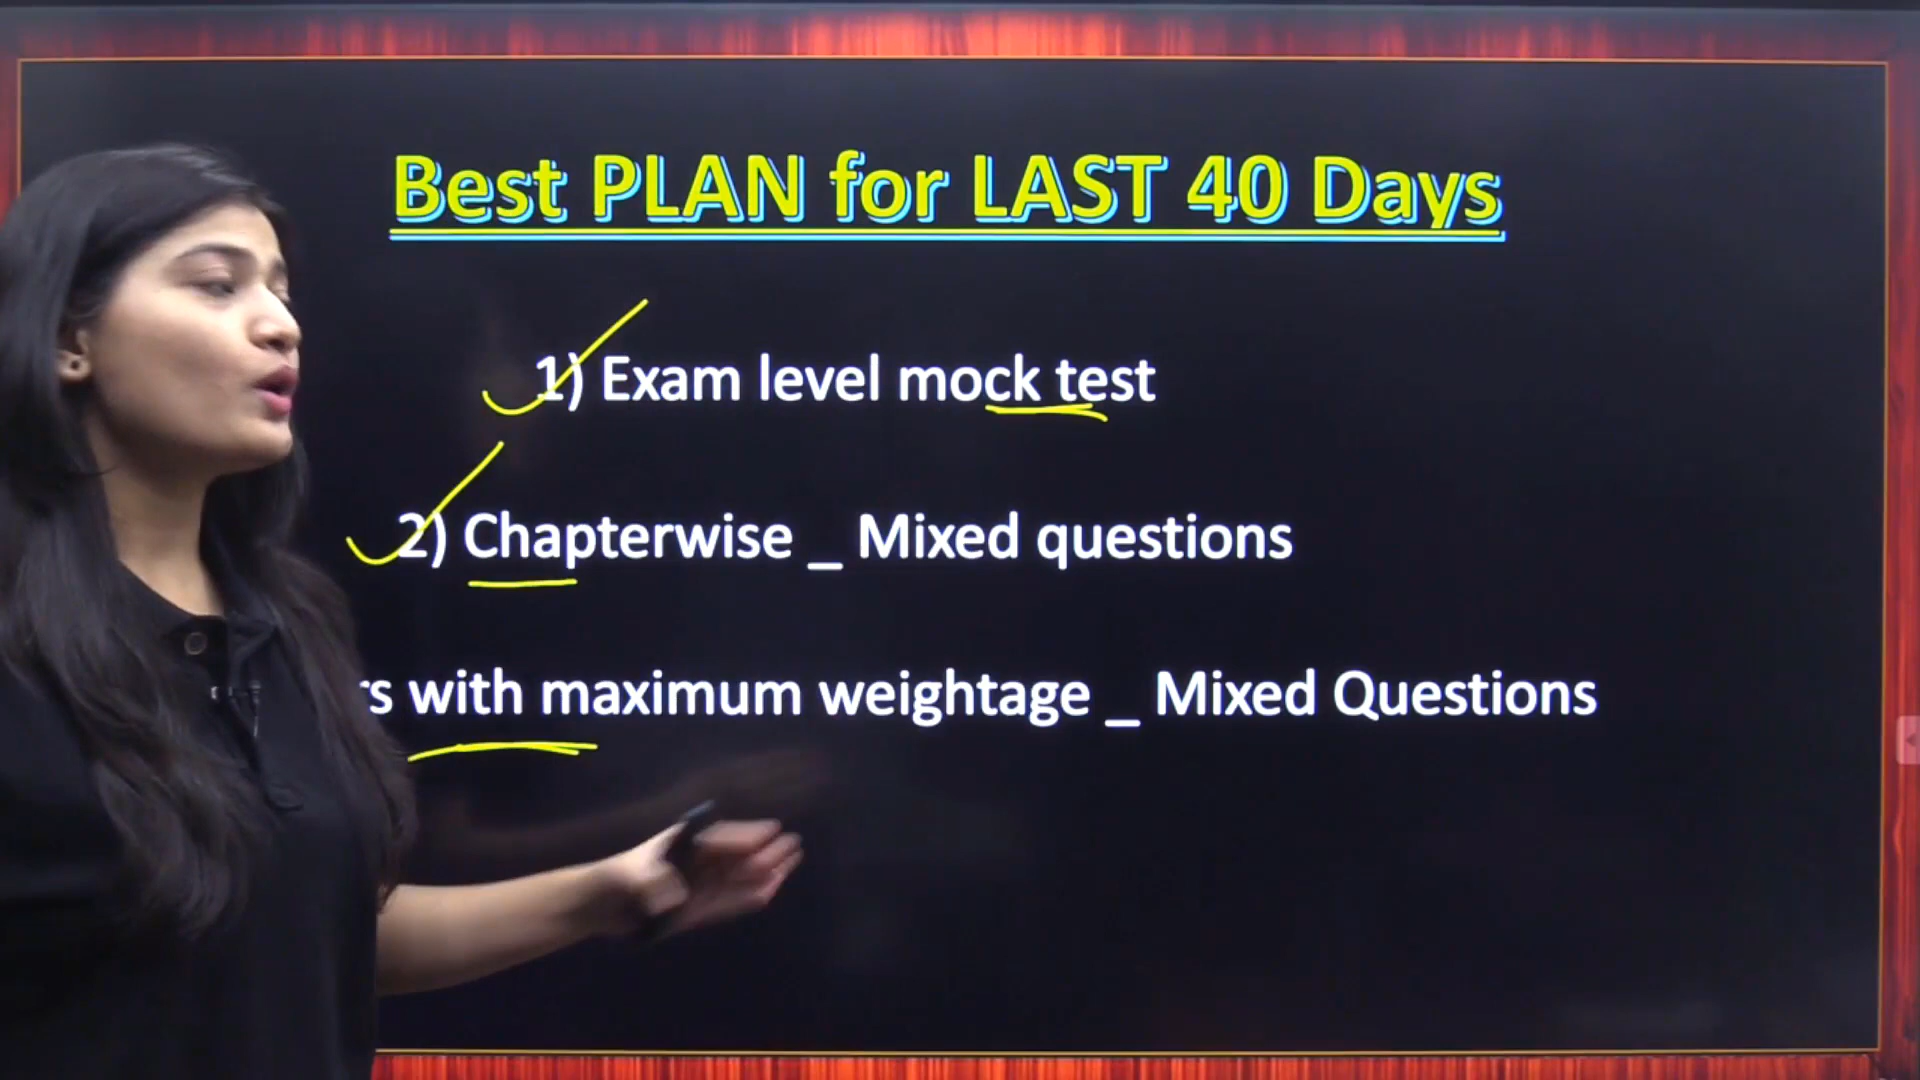 Best PLAN for LAST 40 Days
1) Exam level mock test
2) Chapterwise _ Mixed questions
with maximum weightage _ Mixed Questions